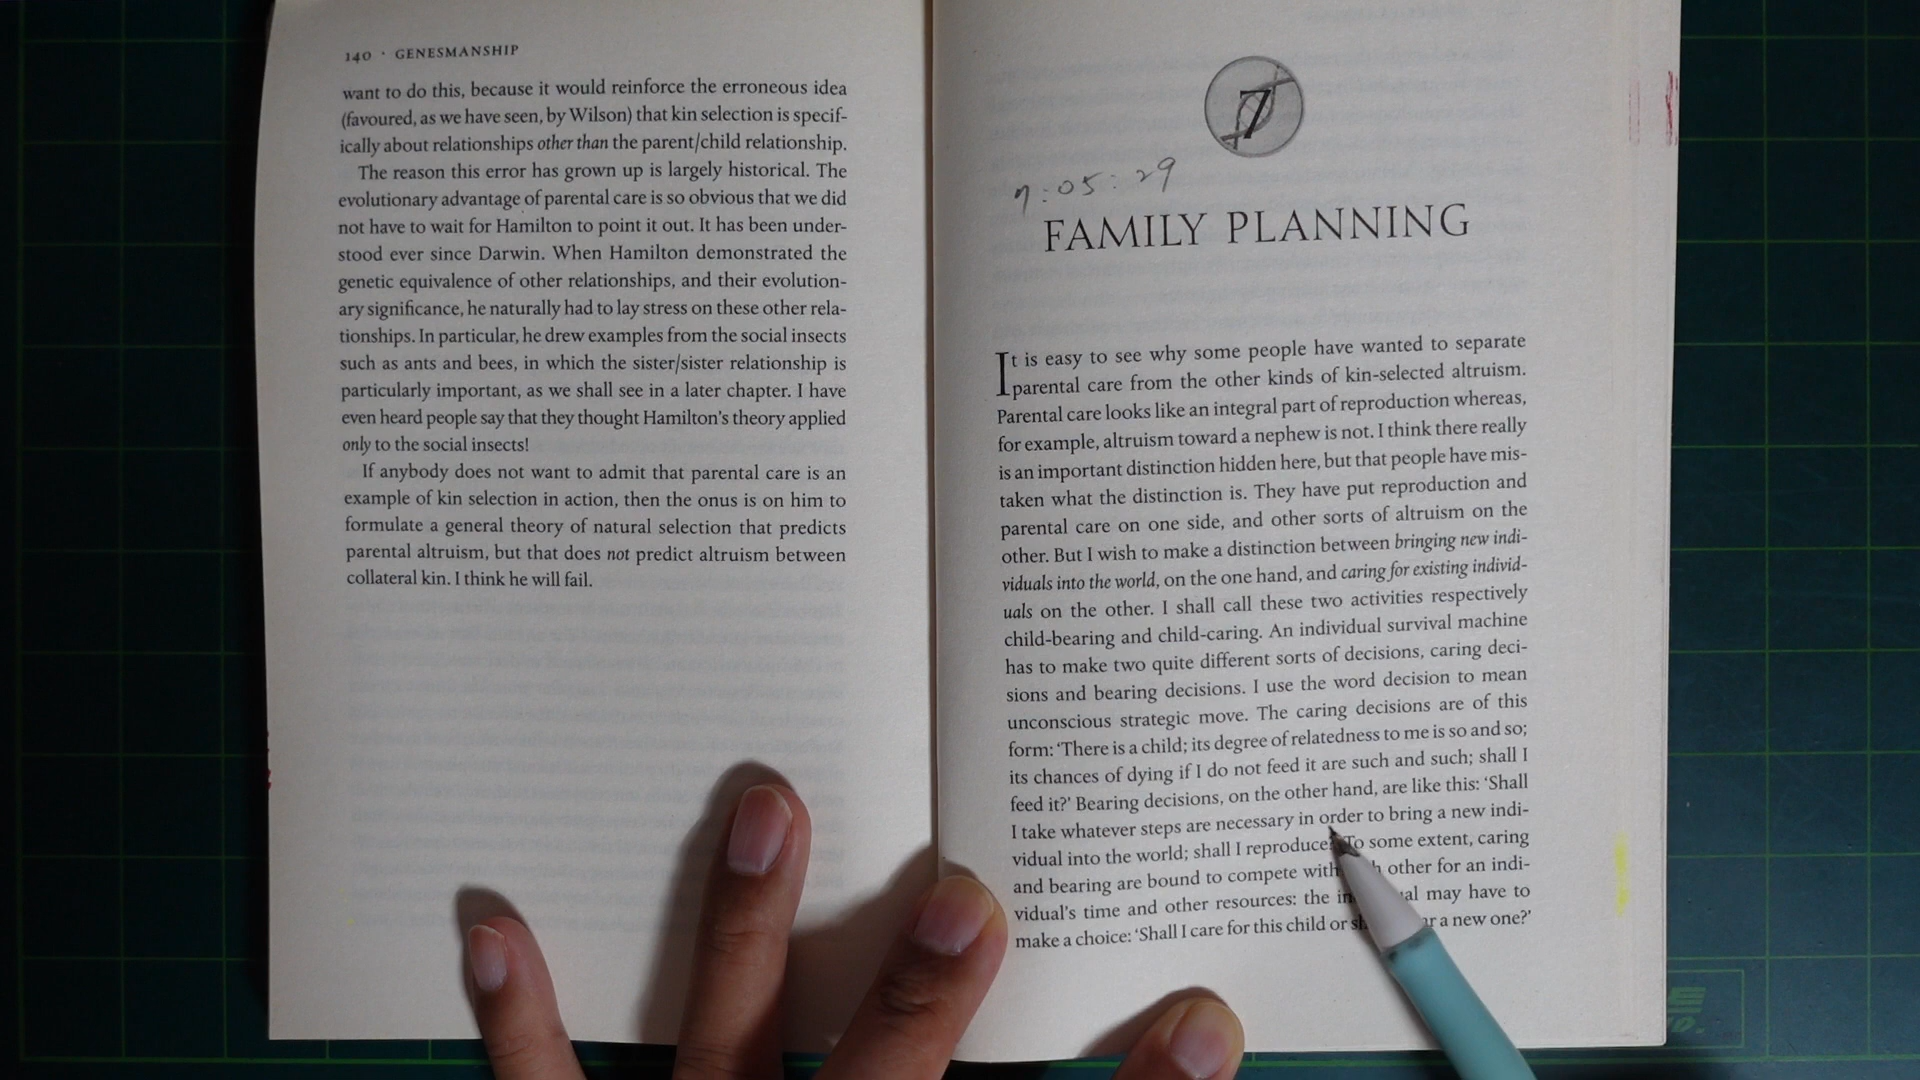 140 · GENESMANSHIP
want to do this, because it would reinforce the erroneous idea
(favoured, as we have seen, by Wilson) that kin selection is specif-
ically about relationships other than the parent/child relationship.
The reason this error has grown up is largely historical. The
evolutionary advantage of parental care is so obvious that we did
not have to wait for Hamilton to point it out. It has been under-
stood ever since Darwin. When Hamilton demonstrated the
genetic equivalence of other relationships, and their evolution-
ary significance, he naturally had to lay stress on these other rela-
tionships. In particular, he drew examples from the social insects
such as ants and bees, in which the sister/sister relationship is
particularly important, as we shall see in a later chapter. I have
even heard people say that they thought Hamilton's theory applied
only to the social insects!
If anybody does not want to admit that parental care is an
example of kin selection in action, then the onus is on him to
formulate a general theory of natural selection that predicts
parental altruism, but that does not predict altruism between
collateral kin. I think he will fail.
7
7:05:29
FAMILY PLANNING
It is easy to see why some people have wanted to separate
parental care from the other kinds of kin-selected altruism.
Parental care looks like an integral part of reproduction whereas,
for example, altruism toward a nephew is not. I think there really
is an important distinction hidden here, but that people have mis-
taken what the distinction is. They have put reproduction and
parental care on one side, and other sorts of altruism on the
other. But I wish to make a distinction between bringing new indi-
viduals into the world, on the one hand, and caring for existing individ-
uals on the other. I shall call these two activities respectively
child-bearing and child-caring. An individual survival machine
has to make two quite different sorts of decisions, caring deci-
sions and bearing decisions. I use the word decision to mean
unconscious strategic move. The caring decisions are of this
form: 'There is a child; its degree of relatedness to me is so and so;
its chances of dying if I do not feed it are such and such; shall I
feed it?' Bearing decisions, on the other hand, are like this: 'Shall
I take whatever steps are necessary in order to bring a new indi-
vidual into the world; shall I reproduce?' To some extent, caring
and bearing are bound to compete with other for an indi-
vidual's time and other resources: the may have to
make a choice: 'Shall I care for this child or a new one?'